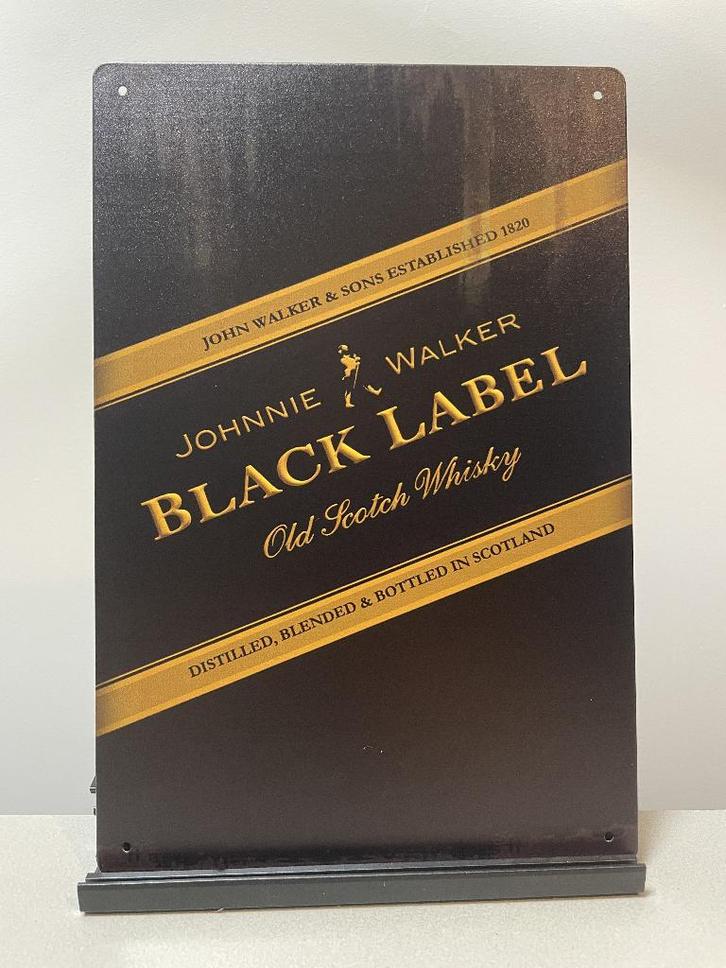 JOHN WALKER & SONS ESTABLISHED 1820
JOHNNIE WALKER
BLACK LABEL
Old Scotch Whisky
DISTILLED, BLENDED & BOTTLED IN SCOTLAND